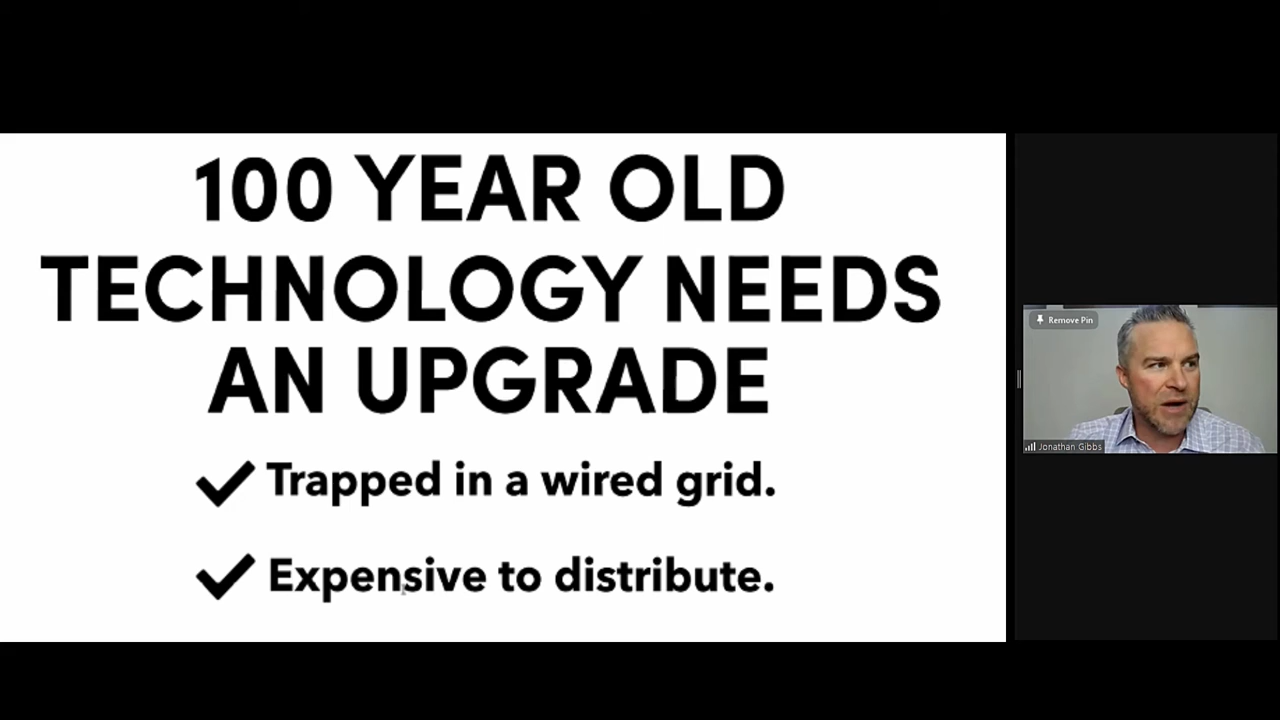 100 YEAR OLD
TECHNOLOGY NEEDS
AN UPGRADE
Trapped in a wired grid.
Expensive to distribute.
Remove Pin
Jonathan Gibbs